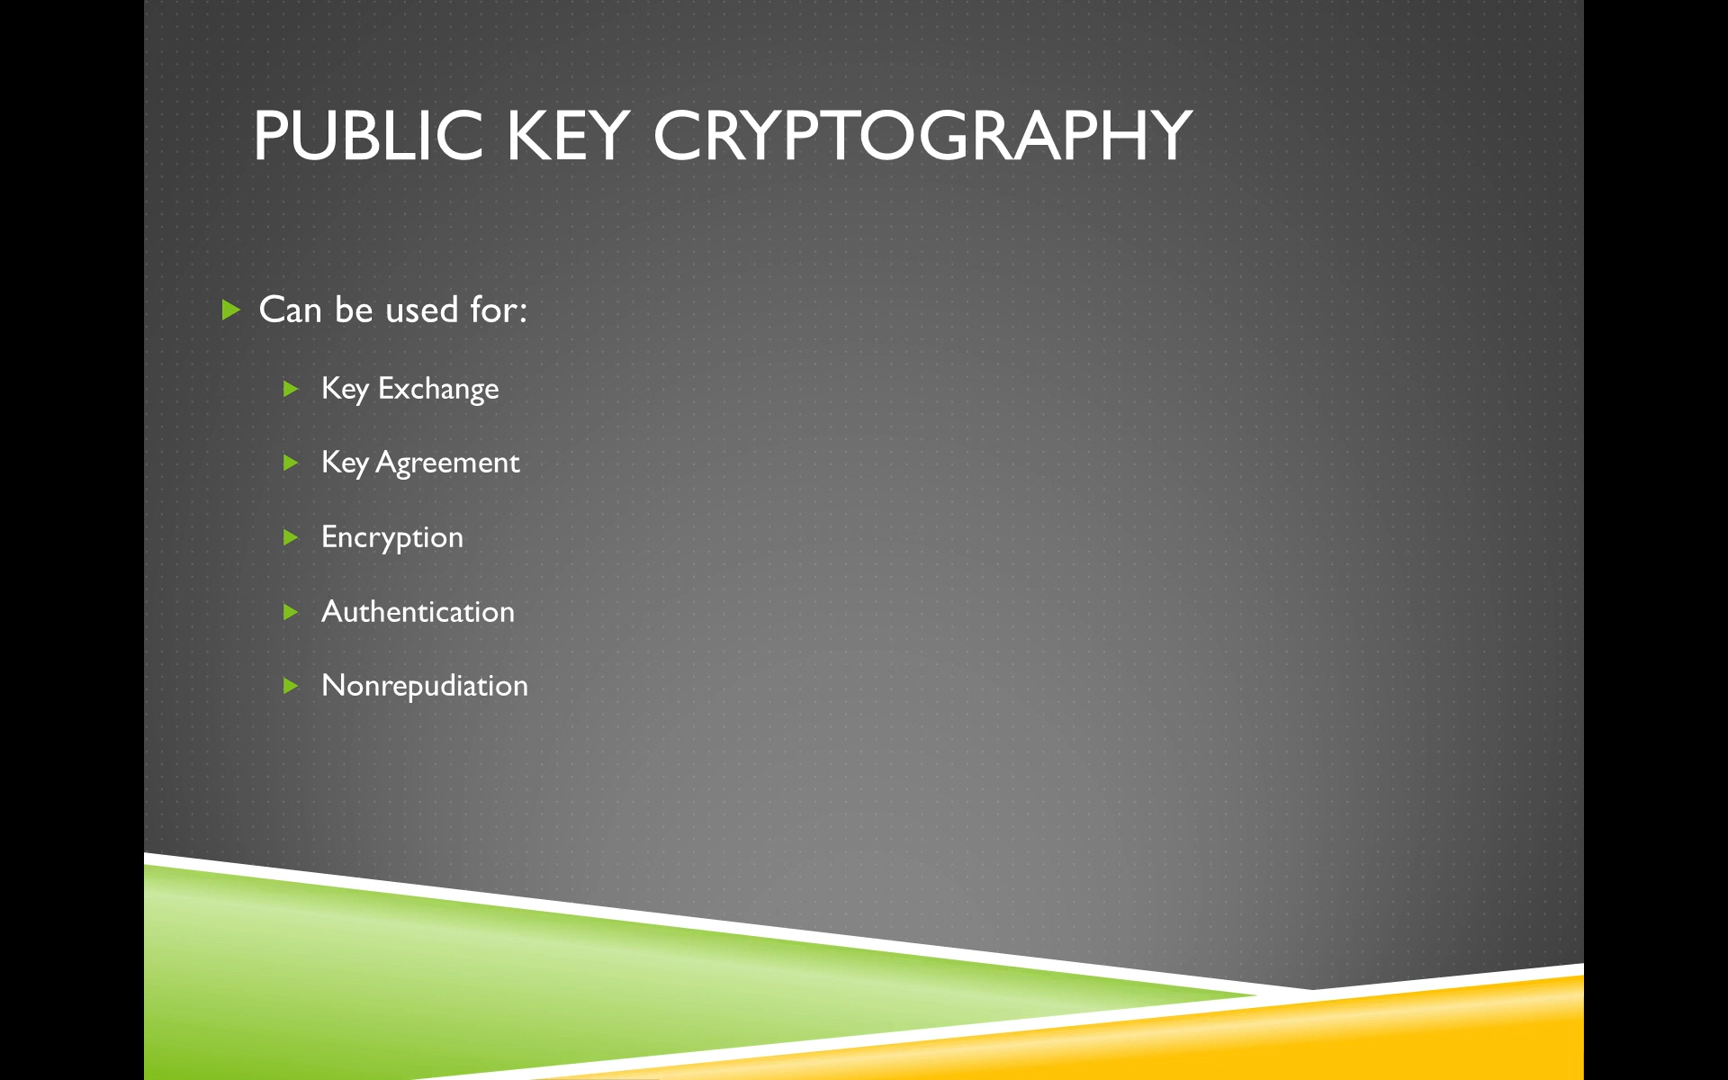 PUBLIC KEY CRYPTOGRAPHY
Can be used for:
Key Exchange
Key Agreement
Encryption
Authentication
Nonrepudiation